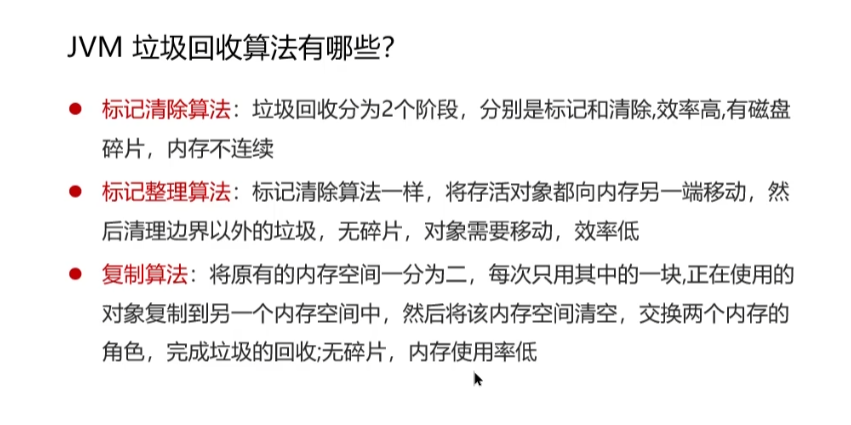 JVM 垃圾回收算法有哪些？
● 标记清除算法：垃圾回收分为2个阶段，分别是标记和清除,效率高,有磁盘
碎片，内存不连续
● 标记整理算法：标记清除算法一样，将存活对象都向内存另一端移动，然
后清理边界以外的垃圾，无碎片，对象需要移动，效率低
● 复制算法：将原有的内存空间一分为二，每次只用其中的一块,正在使用的
对象复制到另一个内存空间中，然后将该内存空间清空，交换两个内存的
角色，完成垃圾的回收;无碎片，内存使用率低